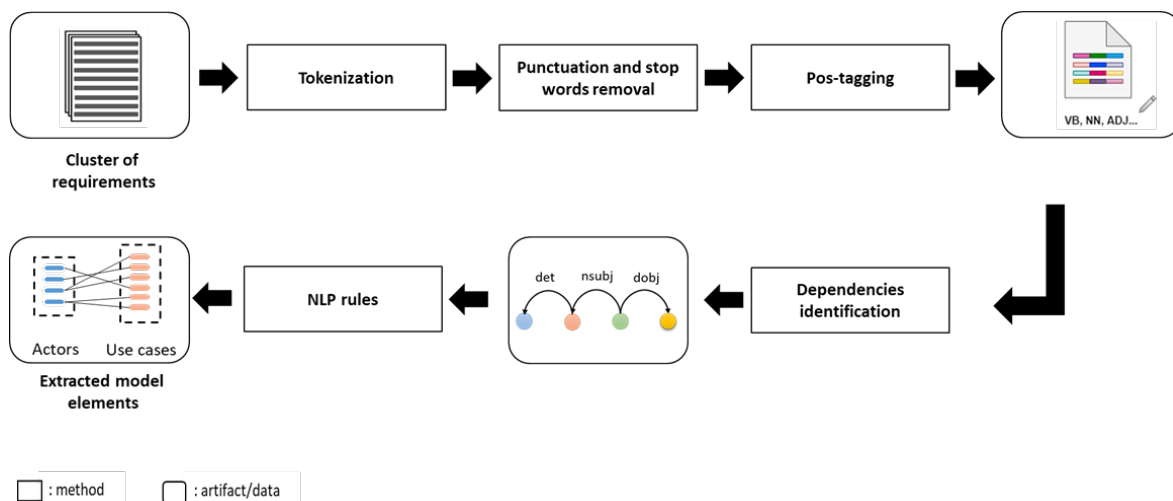 Tokenization
Punctuation and stop
words removal
Pos-tagging
VB, NN, ADJ...
Cluster of
requirements
Actors
Use cases
Extracted model
elements
NLP rules
det
nsubj
dobj
Dependencies
identification
: method
: artifact/data